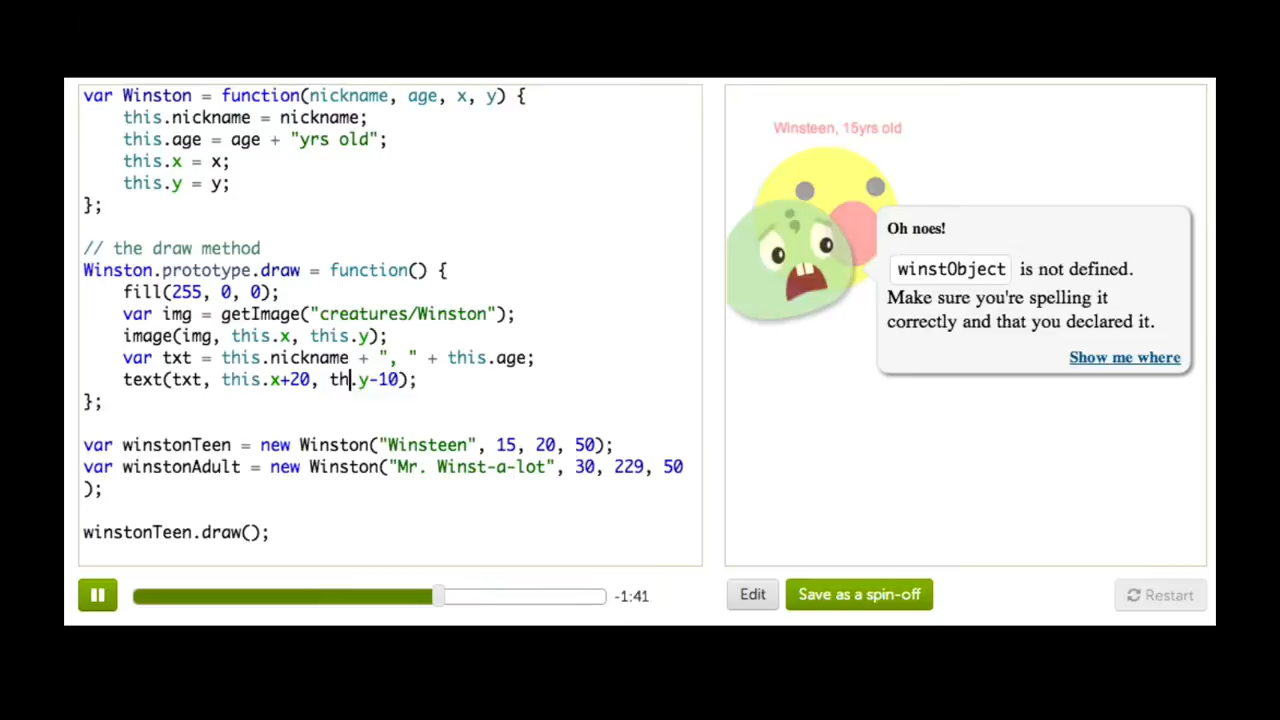 var Winston = function(nickname, age, x, y) {
    this.nickname = nickname;
    this.age = age + "yrs old";
    this.x = x;
    this.y = y;
};
// the draw method
Winston.prototype.draw = function() {
    fill(255, 0, 0);
    var img = getImage("creatures/Winston");
    image(img, this.x, this.y);
    var txt = this.nickname + ", " + this.age;
    text(txt, this.x+20, th.y-10);
};
var winstonTeen = new Winston("Winsteen", 15, 20, 50);
var winstonAdult = new Winston("Mr. Winst-a-lot", 30, 229, 50
);
winstonTeen.draw();
-1:41
Winsteen, 15yrs old
Oh noes!
winstObject is not defined.
Make sure you're spelling it
correctly and that you declared it.
Show me where
Edit
Save as a spin-off
Restart